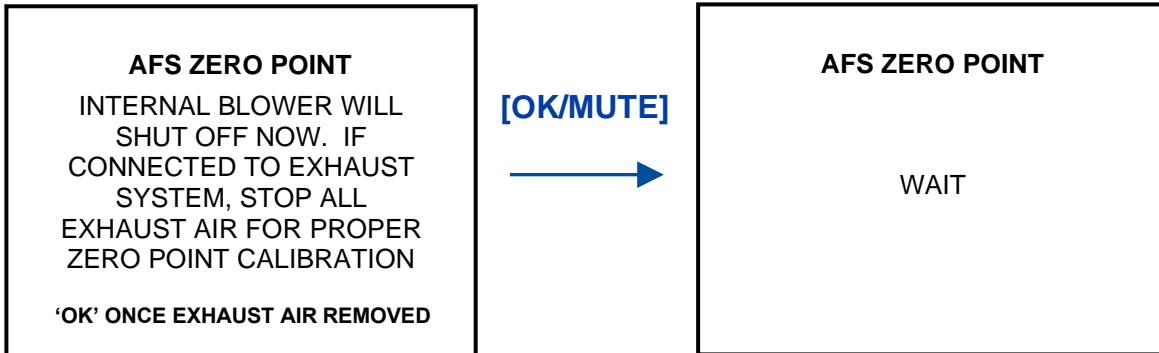 AFS ZERO POINT
INTERNAL BLOWER WILL
SHUT OFF NOW.  IF
CONNECTED TO EXHAUST
SYSTEM, STOP ALL
EXHAUST AIR FOR PROPER
ZERO POINT CALIBRATION
‘OK’ ONCE EXHAUST AIR REMOVED
[OK/MUTE]
AFS ZERO POINT
WAIT